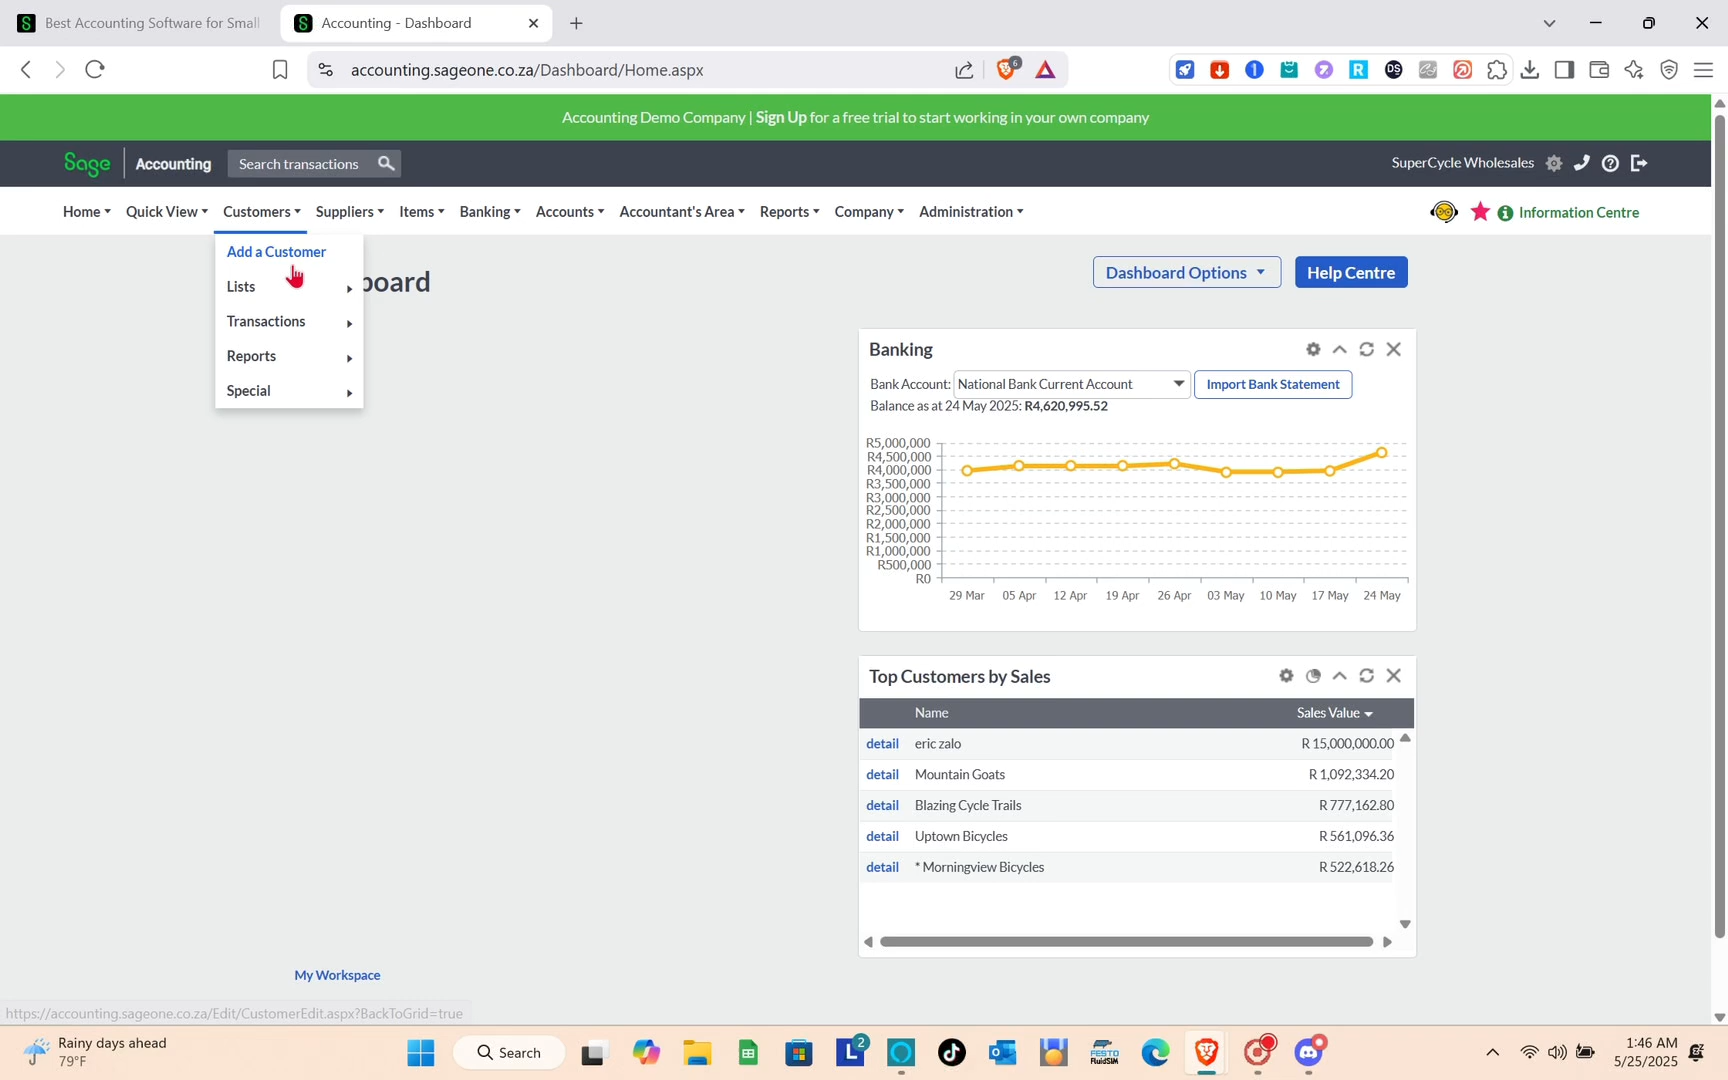 Best Accounting Software for Small
Accounting - Dashboard
accounting.sageone.co.za/Dashboard/Home.aspx
6
Accounting Demo Company | Sign Up for a free trial to start working in your own company
Sage Accounting Search transactions
SuperCycle Wholesales
Home Quick View Customers Suppliers Items Banking Accounts Accountant's Area Reports Company Administration
Information Centre
Add a Customer
Lists
Transactions
Reports
Special
board
Dashboard Options
Help Centre
Banking
Bank Account: National Bank Current Account Import Bank Statement
Balance as at 24 May 2025: R4,620,995.52
R5,000,000
R4,500,000
R4,000,000
R3,500,000
R3,000,000
R2,500,000
R2,000,000
R1,500,000
R1,000,000
R500,000
R0
29 Mar 05 Apr 12 Apr 19 Apr 26 Apr 03 May 10 May 17 May 24 May
Top Customers by Sales
Name Sales Value
detail eric zalo R 15,000,000.00
detail Mountain Goats R 1,092,334.20
detail Blazing Cycle Trails R 777,162.80
detail Uptown Bicycles R 561,096.36
detail * Morningview Bicycles R 522,618.26
My Workspace
https://accounting.sageone.co.za/Edit/CustomerEdit.aspx?BackToGrid=true
Rainy days ahead
79°F
Search
L 2
FESTO
FluidSIM
1:46 AM
5/25/2025